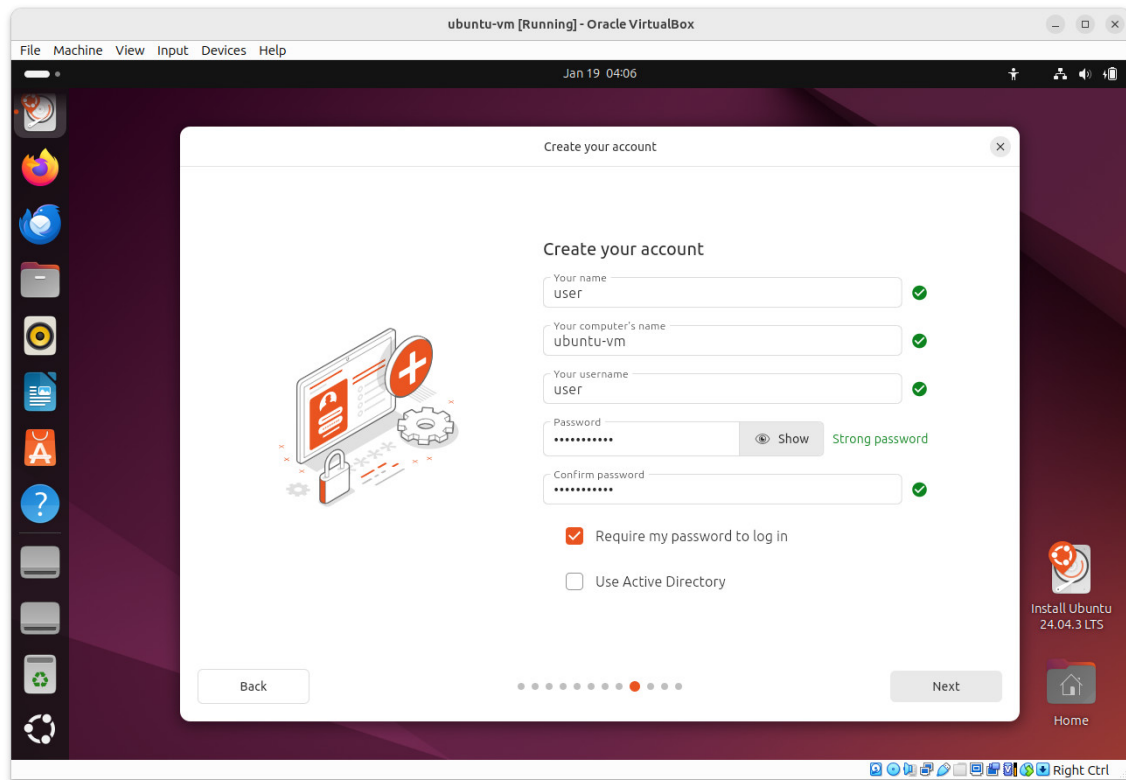 ubuntu-vm [Running] - Oracle VirtualBox
File Machine View Input Devices Help
Jan 19 04:06
Create your account
Create your account
Your name
user
Your computer's name
ubuntu-vm
Your username
user
Password
••••••••••• Show Strong password
Confirm password
•••••••••••
Require my password to log in
Use Active Directory
Install Ubuntu
24.04.3 LTS
Back
Next
Home
Right Ctrl